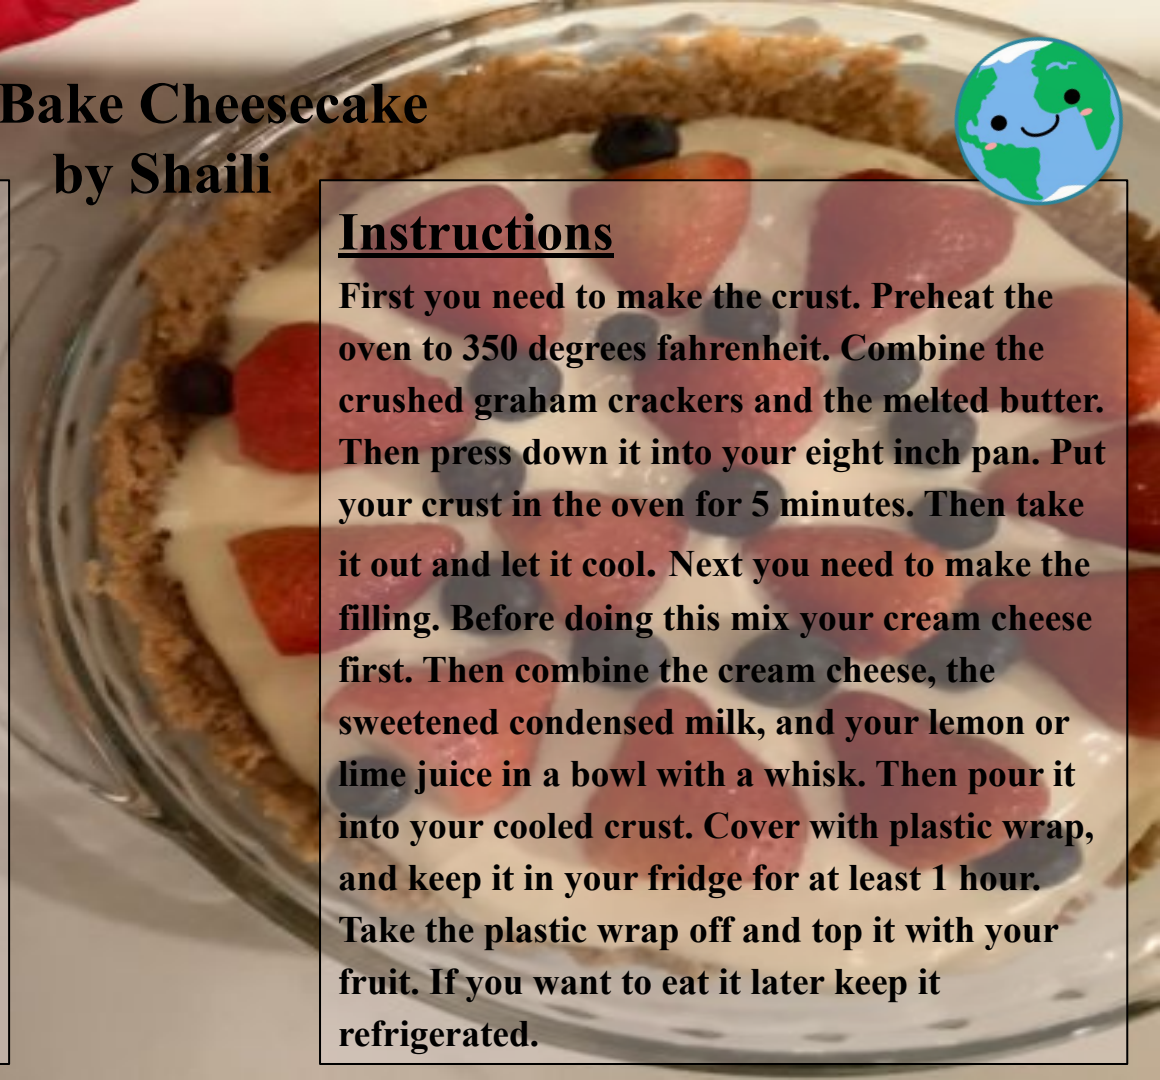 Bake Cheesecake
by Shaili
Instructions
First you need to make the crust. Preheat the
oven to 350 degrees fahrenheit. Combine the
crushed graham crackers and the melted butter.
Then press down it into your eight inch pan. Put
your crust in the oven for 5 minutes. Then take
it out and let it cool. Next you need to make the
filling. Before doing this mix your cream cheese
first. Then combine the cream cheese, the
sweetened condensed milk, and your lemon or
lime juice in a bowl with a whisk. Then pour it
into your cooled crust. Cover with plastic wrap,
and keep it in your fridge for at least 1 hour.
Take the plastic wrap off and top it with your
fruit. If you want to eat it later keep it
refrigerated.